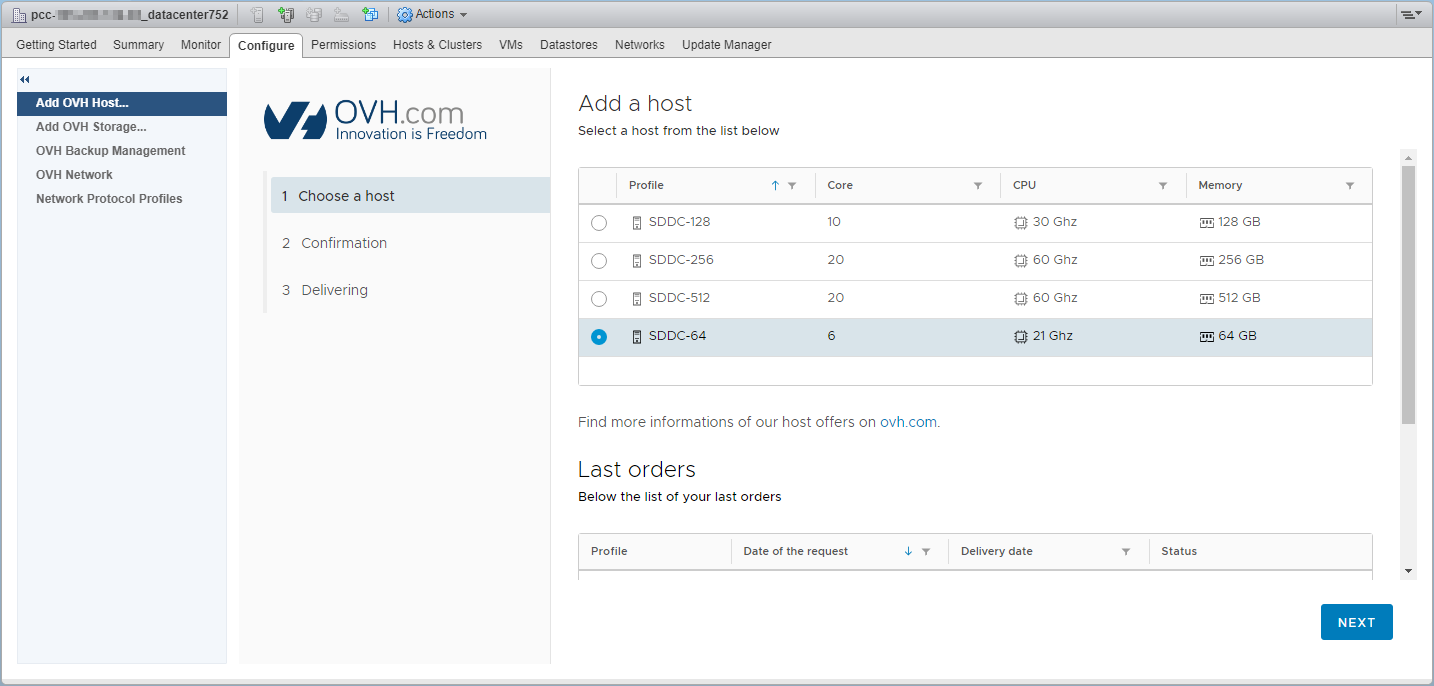 pcc- _datacenter752 Actions
Getting Started Summary Monitor Configure Permissions Hosts & Clusters VMs Datastores Networks Update Manager
Add OVH Host...
Add OVH Storage...
OVH Backup Management
OVH Network
Network Protocol Profiles
OVH.com
Innovation is Freedom
1 Choose a host
2 Confirmation
3 Delivering
Add a host
Select a host from the list below
Profile Core CPU Memory
SDDC-128 10 30 Ghz 128 GB
SDDC-256 20 60 Ghz 256 GB
SDDC-512 20 60 Ghz 512 GB
SDDC-64 6 21 Ghz 64 GB
Find more informations of our host offers on ovh.com.
Last orders
Below the list of your last orders
Profile Date of the request Delivery date Status
NEXT